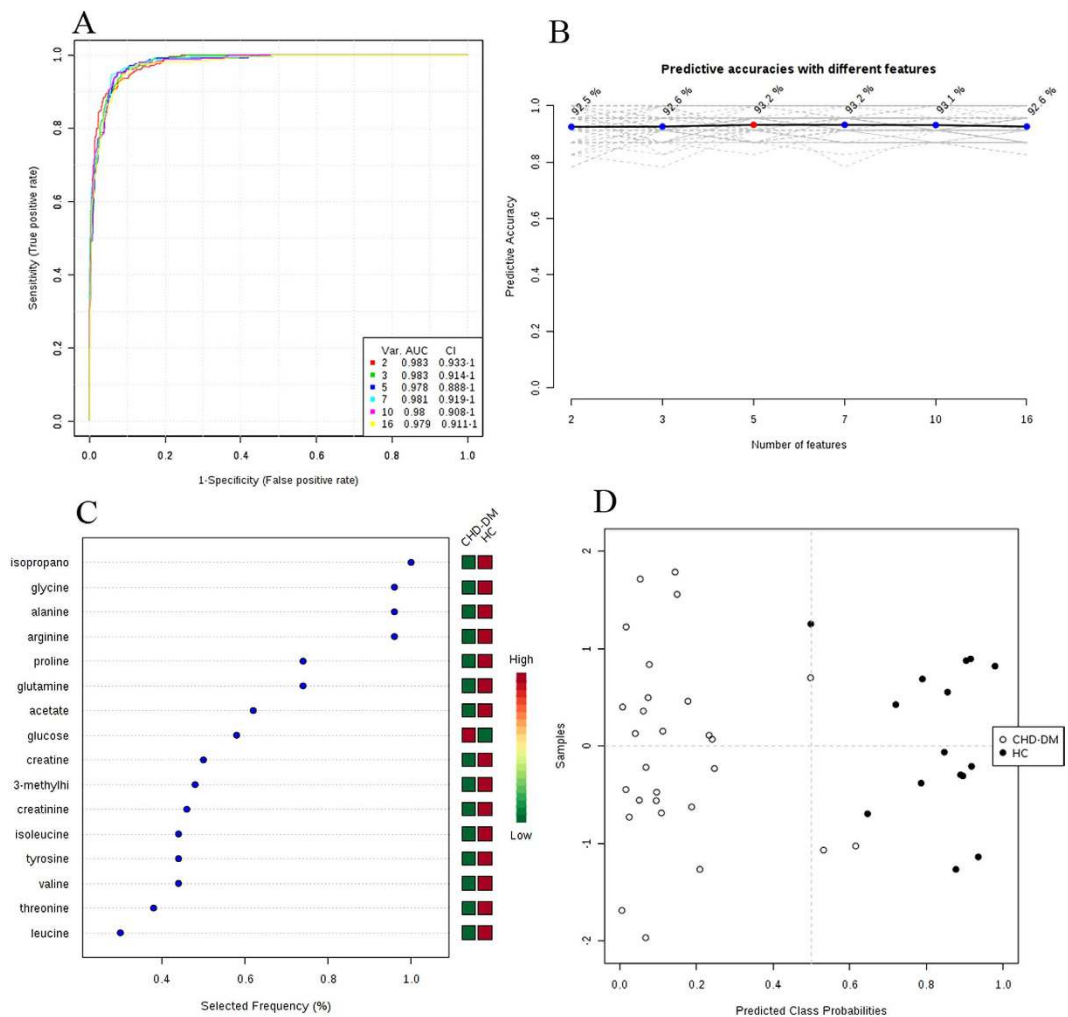 A
1.0
0.8
0.6
0.4
0.2
0.0
Sensitivity (True positive rate)
Var. AUC CI
2 0.983 0.933-1
3 0.983 0.914-1
5 0.978 0.888-1
7 0.981 0.919-1
10 0.98 0.908-1
16 0.979 0.911-1
0.0 0.2 0.4 0.6 0.8 1.0
1-Specificity (False positive rate)
B
Predictive accuracies with different features
92.5 % 92.6 % 93.2 % 93.2 % 93.1 % 92.6 %
1.0
0.8
0.6
0.4
0.2
0.0
Predictive Accuracy
2 3 5 7 10 16
Number of features
C
CHD-DM
HC
isopropano
glycine
alanine
arginine
proline
glutamine
acetate
glucose
creatine
3-methylhi
creatinine
isoleucine
tyrosine
valine
threonine
leucine
High
Low
0.4 0.6 0.8 1.0
Selected Frequency (%)
D
2
1
0
-1
-2
Samples
CHD-DM
HC
0.0 0.2 0.4 0.6 0.8 1.0
Predicted Class Probabilities